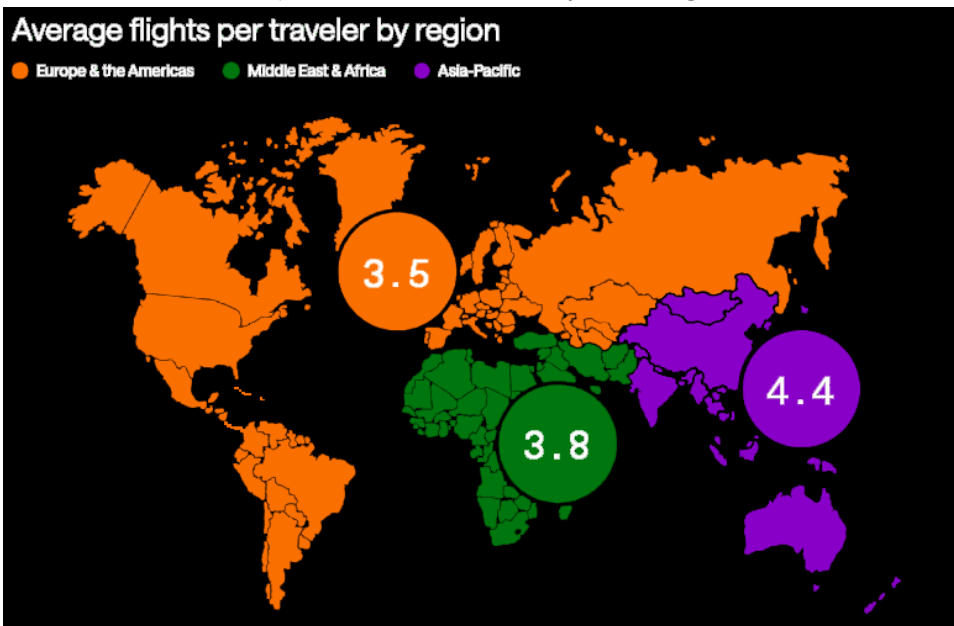 Average flights per traveler by region
Europe & the Americas Middle East & Africa Asia-Pacific
3.5
4.4
3.8